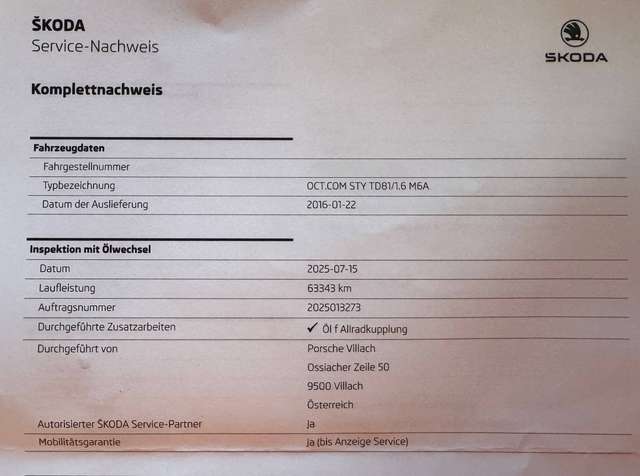 ŠKODA
Service-Nachweis
ŠKODA
Komplettnachweis
Fahrzeugdaten
Fahrgestellnummer
Typbezeichnung OCT.COM STY TD81/1.6 M6A
Datum der Auslieferung 2016-01-22
Inspektion mit Ölwechsel
Datum 2025-07-15
Laufleistung 63343 km
Auftragsnummer 2025013273
Durchgeführte Zusatzarbeiten ✓ Öl f Allradkupplung
Durchgeführt von Porsche Villach
Ossiacher Zeile 50
9500 Villach
Österreich
Autorisierter ŠKODA Service-Partner Ja
Mobilitätsgarantie Ja (bis Anzeige Service)